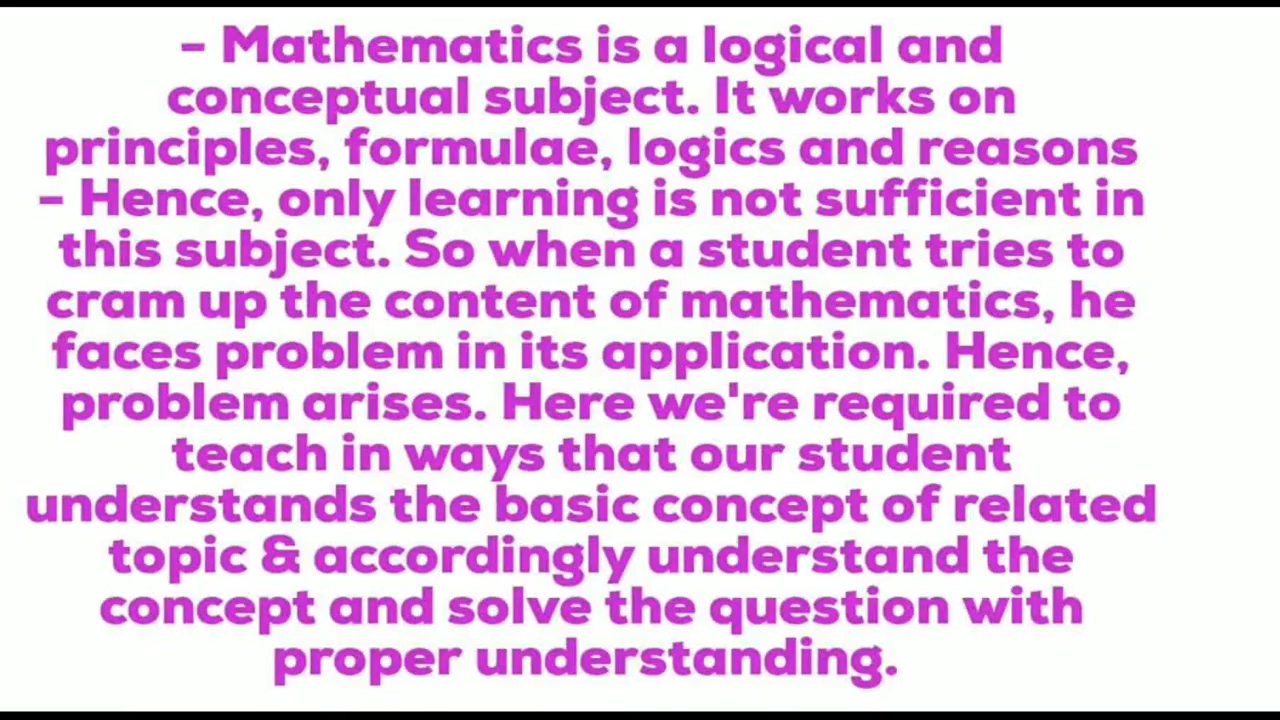 - Mathematics is a logical and
conceptual subject. It works on
principles, formulae, logics and reasons
- Hence, only learning is not sufficient in
this subject. So when a student tries to
cram up the content of mathematics, he
faces problem in its application. Hence,
problem arises. Here we're required to
teach in ways that our student
understands the basic concept of related
topic & accordingly understand the
concept and solve the question with
proper understanding.